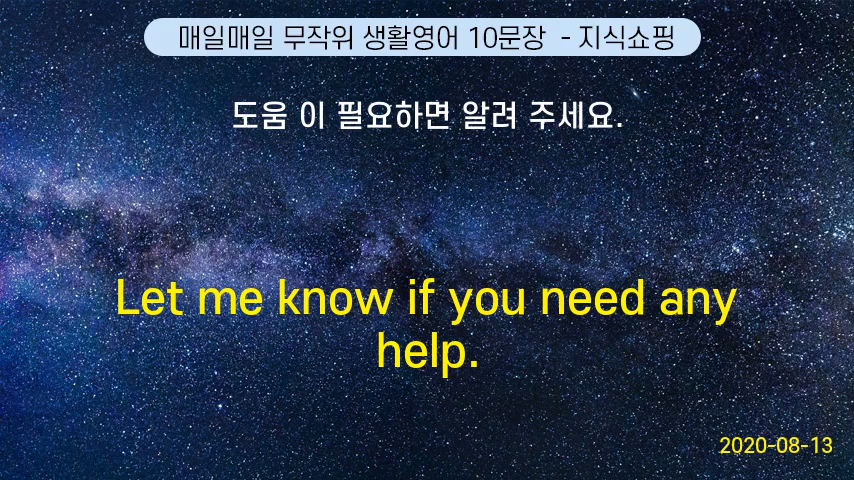 매일매일 무작위 생활영어 10문장 - 지식쇼핑
도움 이 필요하면 알려 주세요.
Let me know if you need any
help.
2020-08-13